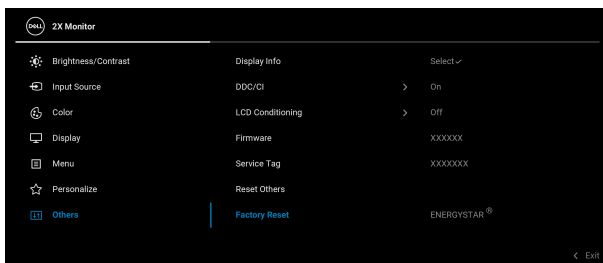 DELL 2X Monitor
Brightness/Contrast Display Info Select✓
Input Source DDC/CI > On
Color LCD Conditioning > Off
Display Firmware XXXXXX
Menu Service Tag XXXXXXX
Personalize Reset Others
Others Factory Reset ENERGYSTAR ®
< Exit